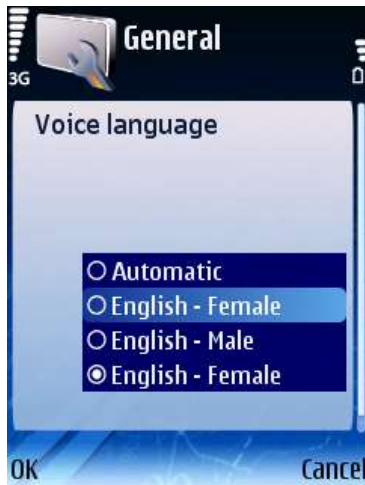 General
3G
Voice language
Automatic
English - Female
English - Male
English - Female
OK Cancel